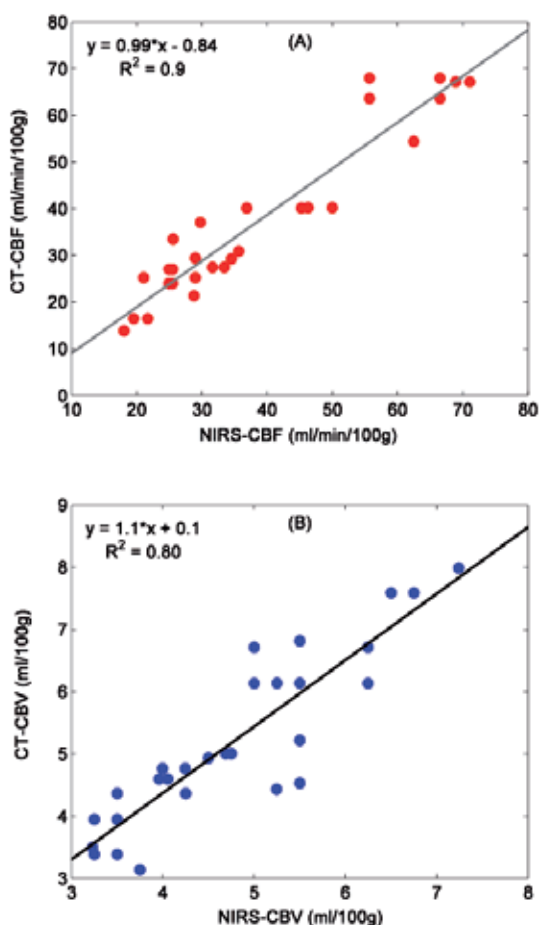 y = 0.99*x - 0.84
(A)
R² = 0.9
80
70
60
50
40
30
20
10
0
CT-CBF (ml/min/100g)
10 20 30 40 50 60 70 80
NIRS-CBF (ml/min/100g)
y = 1.1*x + 0.1
(B)
R² = 0.80
9
8
7
6
5
4
3
CT-CBV (ml/100g)
3 4 5 6 7 8
NIRS-CBV (ml/100g)